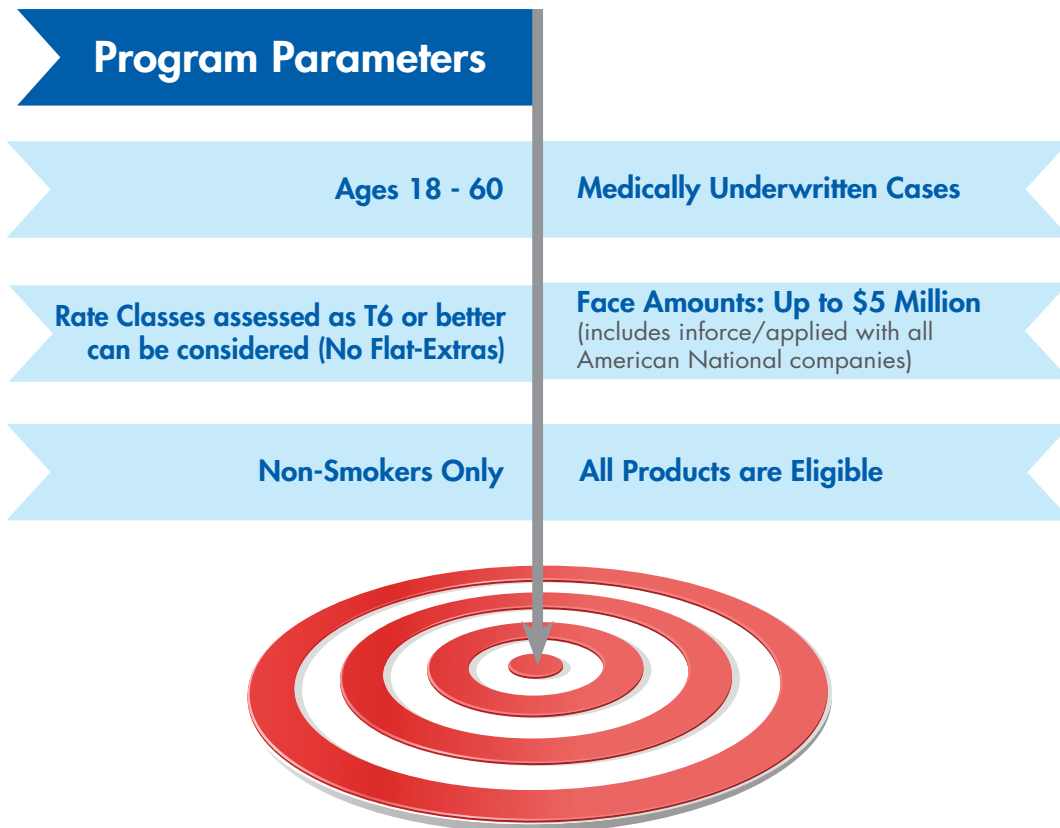 Program Parameters
Ages 18 - 60
Medically Underwritten Cases
Rate Classes assessed as T6 or better
can be considered (No Flat-Extras)
Face Amounts: Up to $5 Million
(includes inforce/applied with all
American National companies)
Non-Smokers Only
All Products are Eligible